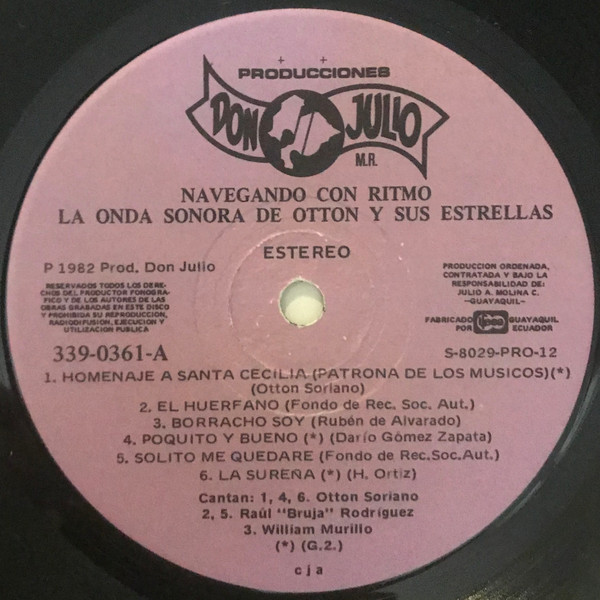 PRODUCCIONES
DON JULIO
M.R.
NAVEGANDO CON RITMO
LA ONDA SONORA DE OTTON Y SUS ESTRELLAS
ESTEREO
P 1982 Prod. Don Julio
RESERVADOS TODOS LOS DERE-
CHOS DEL PRODUCTOR FONOGRA-
FICO Y DE LOS AUTORES DE LAS
OBRAS GRABADAS EN ESTE DISCO
Y PROHIBIDA SU REPRODUCCION,
RADIODIFUSION, EJECUCION Y
UTILIZACION PUBLICA
PRODUCCION ORDENADA,
CONTRATADA Y BAJO LA
RESPONSABILIDAD DE:
JULIO A. MOLINA C.
-GUAYAQUIL-
FABRICADO GUAYAQUIL
POR ECUADOR
339-0361-A
S-8029-PRO-12
1. HOMENAJE A SANTA CECILIA (PATRONA DE LOS MUSICOS)(*)
(Otton Soriano)
2. EL HUERFANO (Fondo de Rec. Soc. Aut.)
3. BORRACHO SOY (Rubén de Alvarado)
4. POQUITO Y BUENO (*) (Darío Gómez Zapata)
5. SOLITO ME QUEDARE (Fondo de Rec.Soc.Aut.)
6. LA SUREÑA (*) (H. Ortiz)
Cantan: 1, 4, 6. Otton Soriano
2, 5. Raúl "Bruja" Rodríguez
3. William Murillo
(*) (G.2.)
c j a